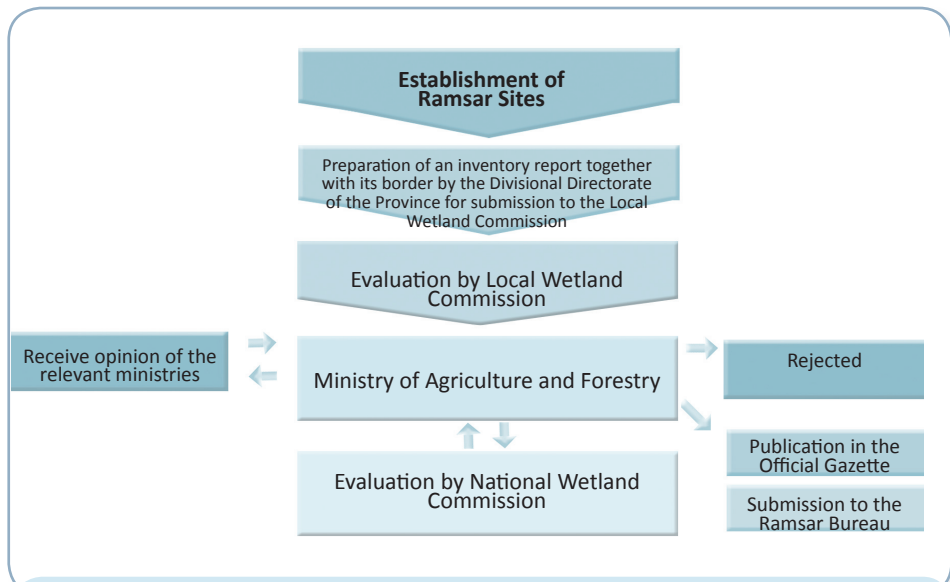 Establishment of
Ramsar Sites
Preparation of an inventory report together
with its border by the Divisional Directorate
of the Province for submission to the Local
Wetland Commission
Evaluation by Local Wetland
Commission
Receive opinion of the
relevant ministries
Ministry of Agriculture and Forestry
Rejected
Evaluation by National Wetland
Commission
Publication in the
Official Gazette
Submission to the
Ramsar Bureau